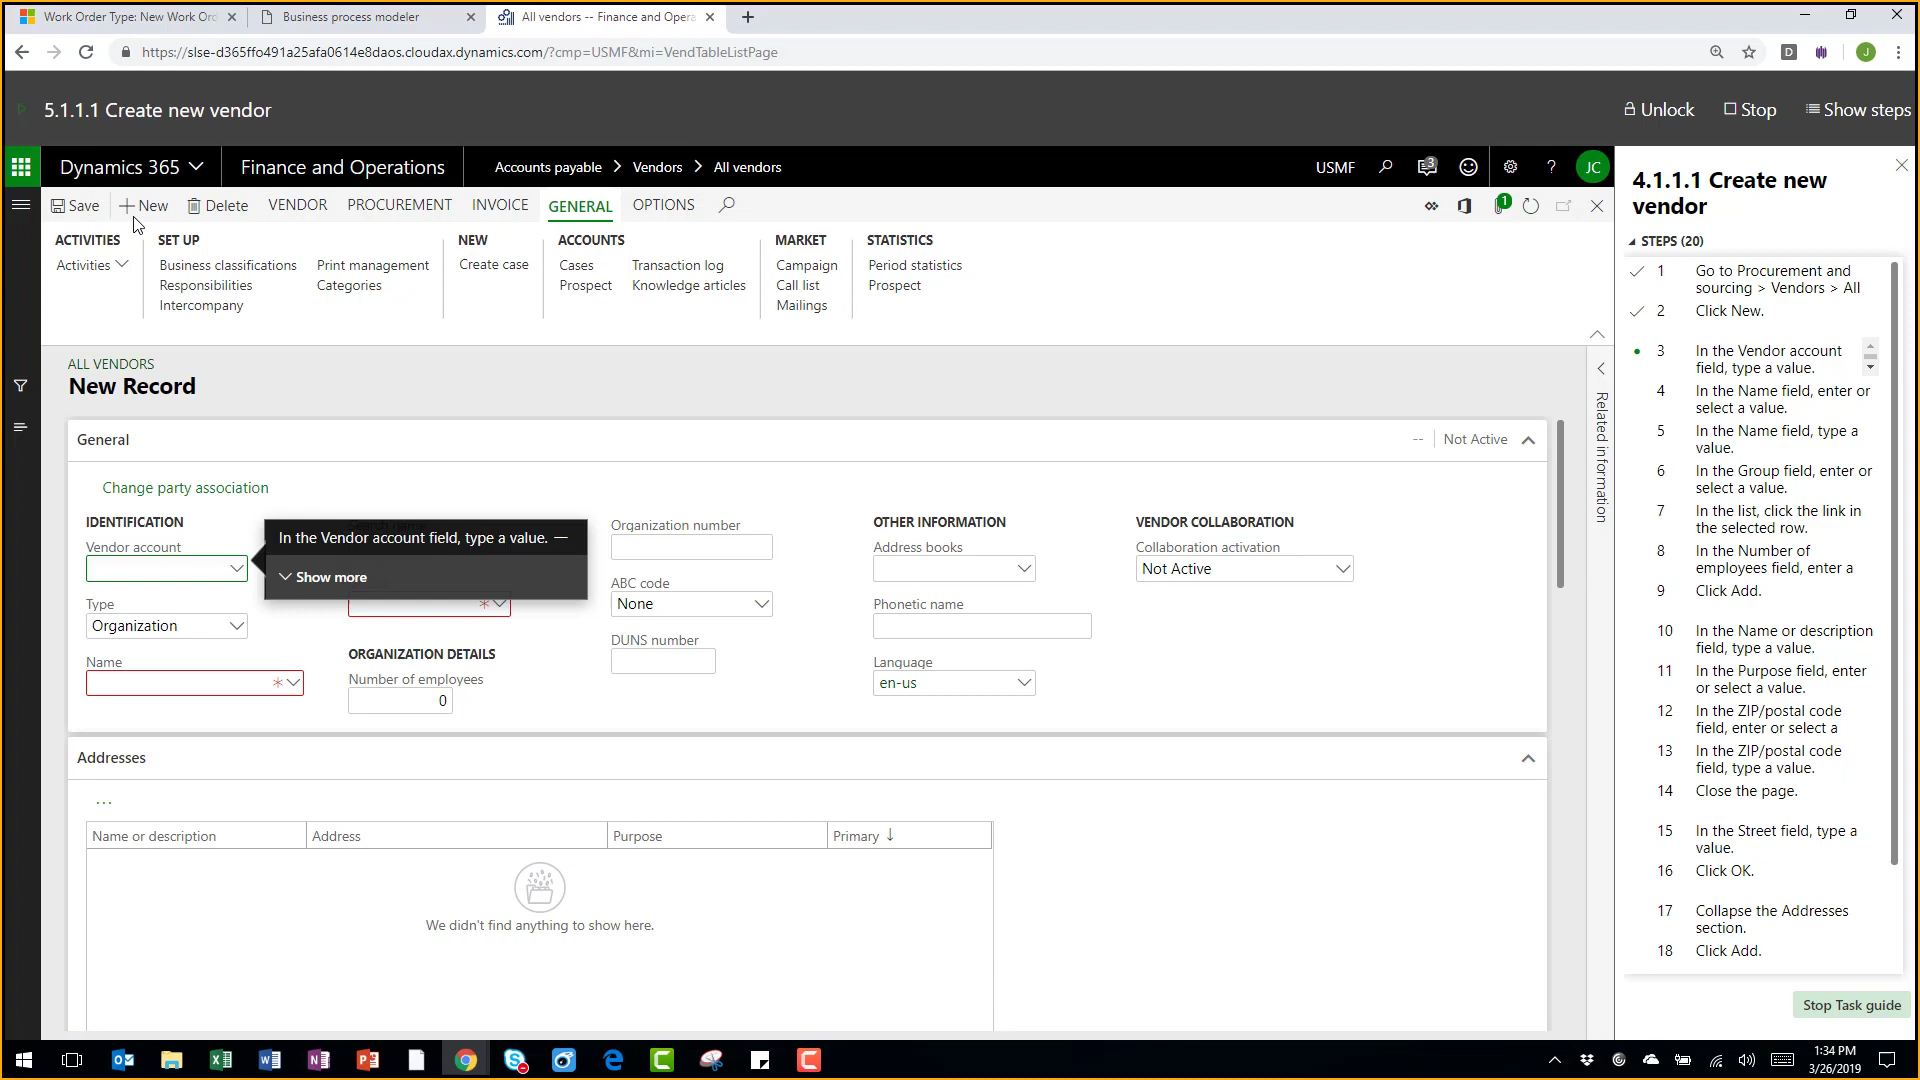 Work Order Type: New Work Ord
Business process modeler
All vendors -- Finance and Opera
https://slse-d365ffo491a25afa0614e8daos.cloudax.dynamics.com/?cmp=USMF&mi=VendTableListPage
D
J
5.1.1.1 Create new vendor
Unlock
Stop
Show steps
Dynamics 365
Finance and Operations
Accounts payable > Vendors > All vendors
USMF
3
?
JC
Save
New
Delete
VENDOR
PROCUREMENT
INVOICE
GENERAL
OPTIONS
1
ACTIVITIES
Activities
SET UP
Business classifications
Responsibilities
Intercompany
Print management
Categories
NEW
Create case
ACCOUNTS
Cases
Prospect
Transaction log
Knowledge articles
MARKET
Campaign
Call list
Mailings
STATISTICS
Period statistics
Prospect
ALL VENDORS
New Record
Related information
General
--
Not Active
Change party association
IDENTIFICATION
Vendor account
Type
Organization
Name
*
In the Vendor account field, type a value.
Show more
*
ORGANIZATION DETAILS
Number of employees
0
Organization number
ABC code
None
DUNS number
OTHER INFORMATION
Address books
Phonetic name
Language
en-us
VENDOR COLLABORATION
Collaboration activation
Not Active
Addresses
...
Name or description
Address
Purpose
Primary ↓
We didn't find anything to show here.
4.1.1.1 Create new
vendor
STEPS (20)
1 Go to Procurement and
sourcing > Vendors > All
2 Click New.
3 In the Vendor account
field, type a value.
4 In the Name field, enter or
select a value.
5 In the Name field, type a
value.
6 In the Group field, enter or
select a value.
7 In the list, click the link in
the selected row.
8 In the Number of
employees field, enter a
9 Click Add.
10 In the Name or description
field, type a value.
11 In the Purpose field, enter
or select a value.
12 In the ZIP/postal code
field, enter or select a
13 In the ZIP/postal code
field, type a value.
14 Close the page.
15 In the Street field, type a
value.
16 Click OK.
17 Collapse the Addresses
section.
18 Click Add.
Stop Task guide
1:34 PM
3/26/2019